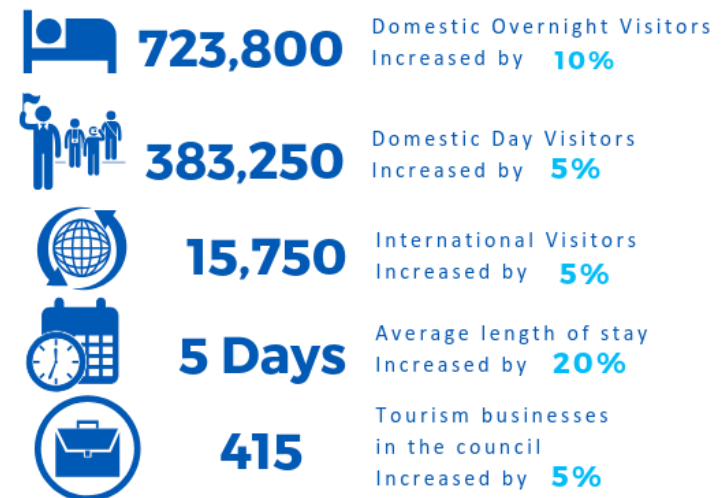 723,800
Domestic Overnight Visitors
Increased by 10%
383,250
Domestic Day Visitors
Increased by 5%
15,750
International Visitors
Increased by 5%
5 Days
Average length of stay
Increased by 20%
415
Tourism businesses
in the council
Increased by 5%